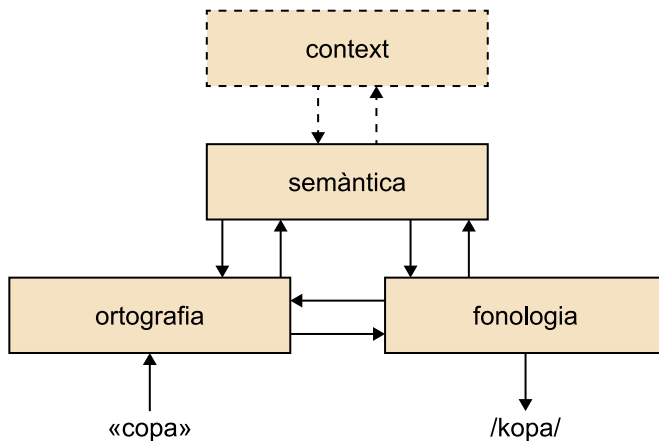 context
semàntica
ortografia
fonologia
«copa»
/kopa/